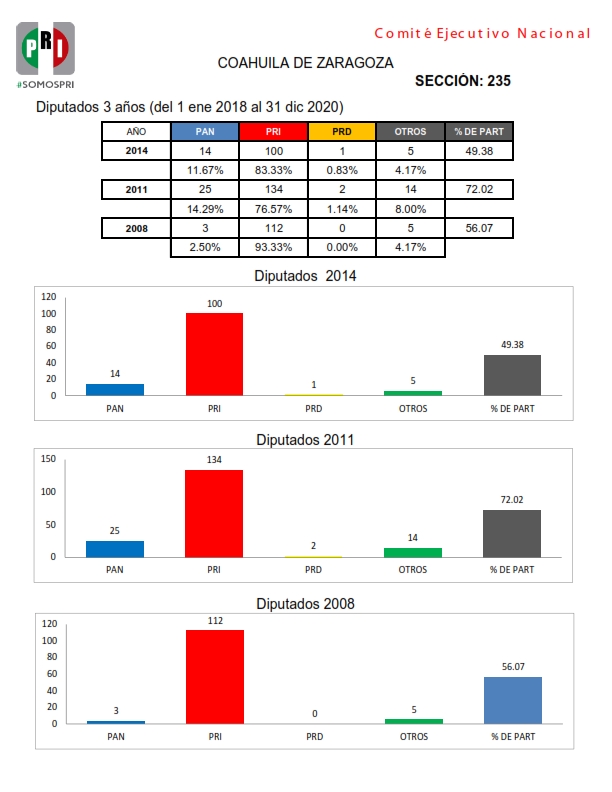 PRI
#SOMOSPRI
Comité Ejecutivo Nacional
COAHUILA DE ZARAGOZA
SECCIÓN: 235
Diputados 3 años (del 1 ene 2018 al 31 dic 2020)
AÑO PAN PRI PRD OTROS % DE PART
2014 14 100 1 5 49.38
11.67% 83.33% 0.83% 4.17%
2011 25 134 2 14 72.02
14.29% 76.57% 1.14% 8.00%
2008 3 112 0 5 56.07
2.50% 93.33% 0.00% 4.17%
Diputados 2014
120
100
80
60
40
20
0
14 100 1 5 49.38
PAN PRI PRD OTROS % DE PART
Diputados 2011
150
100
50
0
25 134 2 14 72.02
PAN PRI PRD OTROS % DE PART
Diputados 2008
120
100
80
60
40
20
0
3 112 0 5 56.07
PAN PRI PRD OTROS % DE PART